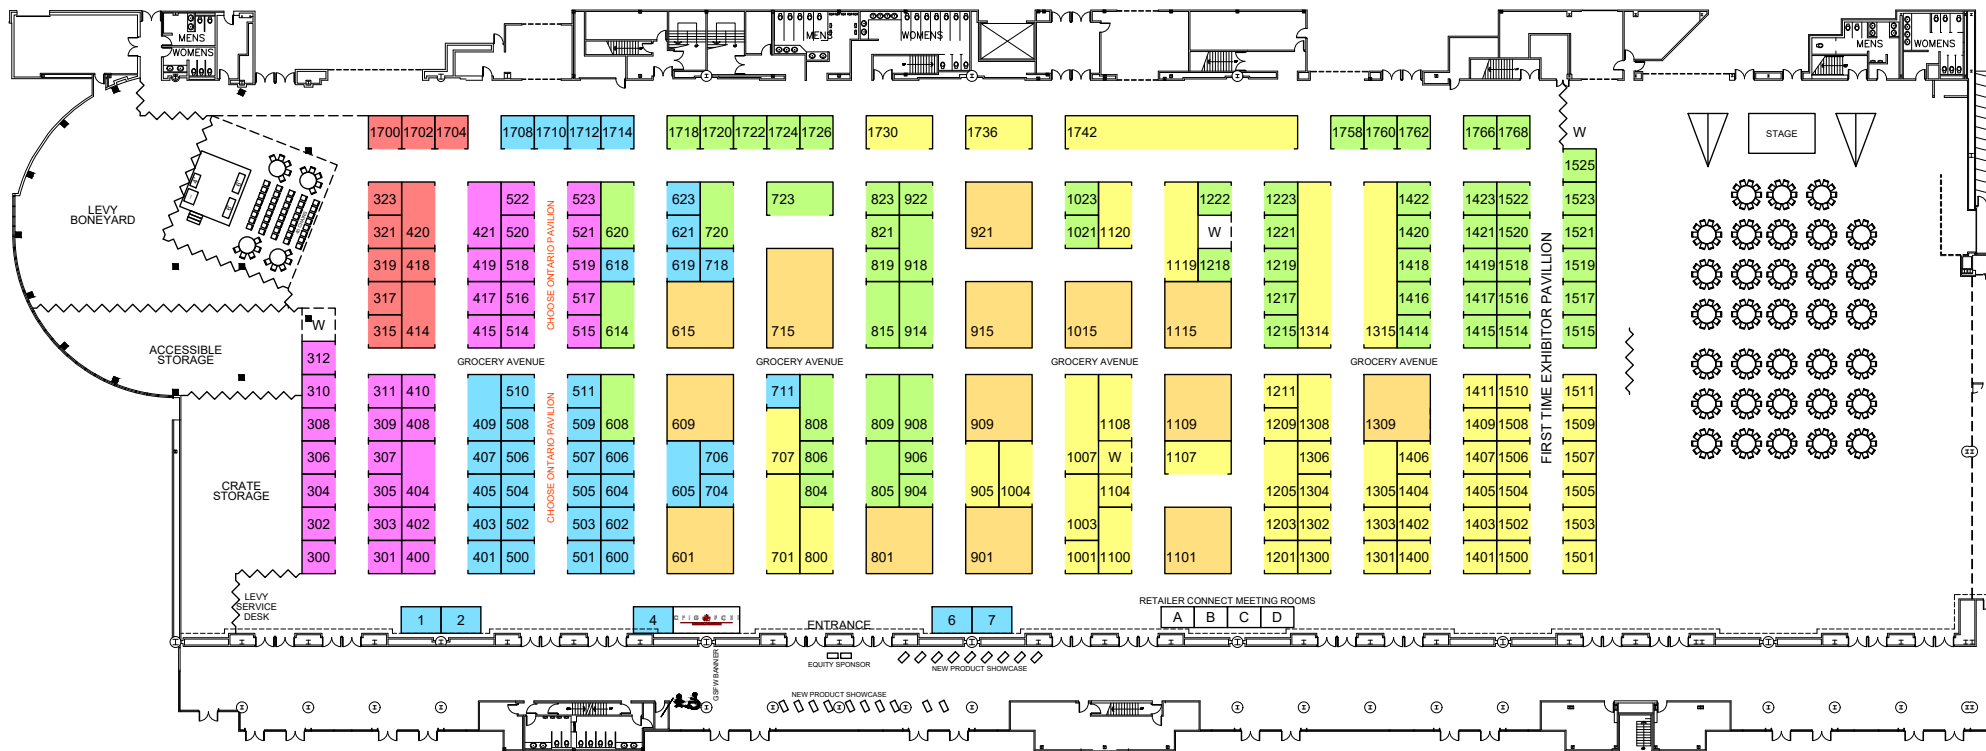 MENS
WOMENS
MENS
WOMENS
MENS
WOMENS
1700 1702 1704 1708 1710 1712 1714 1718 1720 1722 1724 1726 1730 1736 1742 1758 1760 1762 1766 1768 W
STAGE
1525
323 522 523 623 723 823 922 1023 1222 1223 1422 1423 1522 1523
LEVY
BONEYARD
321 420 421 520 521 620 621 720 821 921 1021 1120 W 1221 1420 1421 1520 1521
319 418 419 518 519 618 619 718 819 918 1119 1218 1219 1418 1419 1518 1519
317 417 516 517 1217 1416 1417 1516 1517
CHOOSE ONTARIO PAVILION
W 315 414 415 514 515 614 615 715 815 914 915 1015 1115 1215 1314 1315 1414 1415 1514 1515
ACCESSIBLE
STORAGE
312
GROCERY AVENUE GROCERY AVENUE GROCERY AVENUE GROCERY AVENUE
FIRST TIME EXHIBITOR PAVILLION
310 311 410 510 511 711 1211 1411 1510 1511
308 309 408 409 508 509 608 609 808 809 908 909 1108 1109 1209 1308 1309 1409 1508 1509
306 307 407 506 507 606 706 707 806 906 1007 W 1107 1306 1406 1407 1506 1507
CHOOSE ONTARIO PAVILION
CRATE
STORAGE
304 305 404 405 504 505 604 605 704 804 805 904 905 1004 1104 1205 1304 1305 1404 1405 1504 1505
302 303 402 403 502 503 602 1003 1203 1302 1303 1402 1403 1502 1503
300 301 400 401 500 501 600 601 701 800 801 901 1001 1100 1101 1201 1300 1301 1400 1401 1500 1501
LEVY
SERVICE
DESK
RETAILER CONNECT MEETING ROOMS
1 2 4 6 7 A B C D
ENTRANCE
EQUITY SPONSOR
NEW PRODUCT SHOWCASE
GSFW BANNER
NEW PRODUCT SHOWCASE